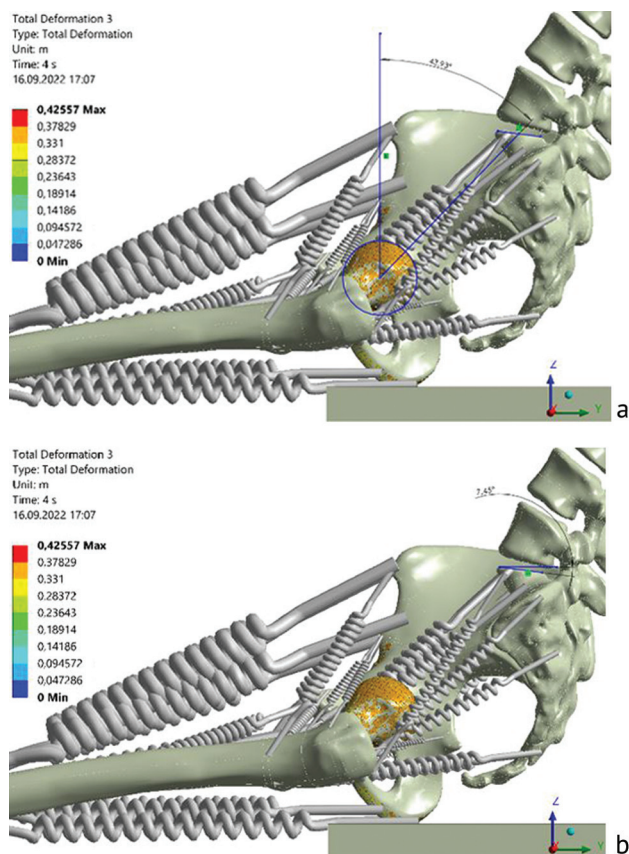 Total Deformation 3
Type: Total Deformation
Unit: m
Time: 4 s
16.09.2022 17:07
0,42557 Max
0,37829
0,331
0,28372
0,23643
0,18914
0,14186
0,094572
0,047286
0 Min
47,93°
Z
Y
a
Total Deformation 3
Type: Total Deformation
Unit: m
Time: 4 s
16.09.2022 17:07
0,42557 Max
0,37829
0,331
0,28372
0,23643
0,18914
0,14186
0,094572
0,047286
0 Min
7,45°
Z
Y
b